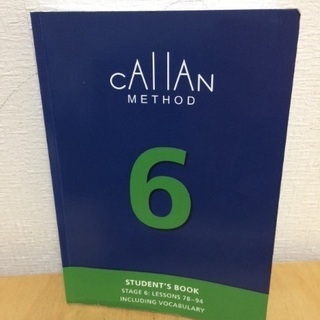 CALLAN
METHOD
6
STUDENT'S BOOK
STAGE 6: LESSONS 78-94
INCLUDING VOCABULARY